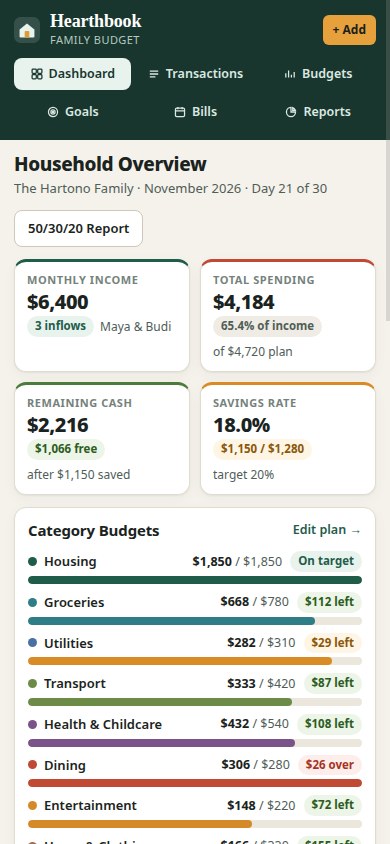 Hearthbook
FAMILY BUDGET
+ Add
Dashboard
Transactions
Budgets
Goals
Bills
Reports
Household Overview
The Hartono Family · November 2026 · Day 21 of 30
50/30/20 Report
MONTHLY INCOME
$6,400
3 inflows Maya & Budi
TOTAL SPENDING
$4,184
65.4% of income
of $4,720 plan
REMAINING CASH
$2,216
$1,066 free
after $1,150 saved
SAVINGS RATE
18.0%
$1,150 / $1,280
target 20%
Category Budgets
Edit plan →
Housing $1,850 / $1,850 On target
Groceries $668 / $780 $112 left
Utilities $282 / $310 $29 left
Transport $333 / $420 $87 left
Health & Childcare $432 / $540 $108 left
Dining $306 / $280 $26 over
Entertainment $148 / $220 $72 left